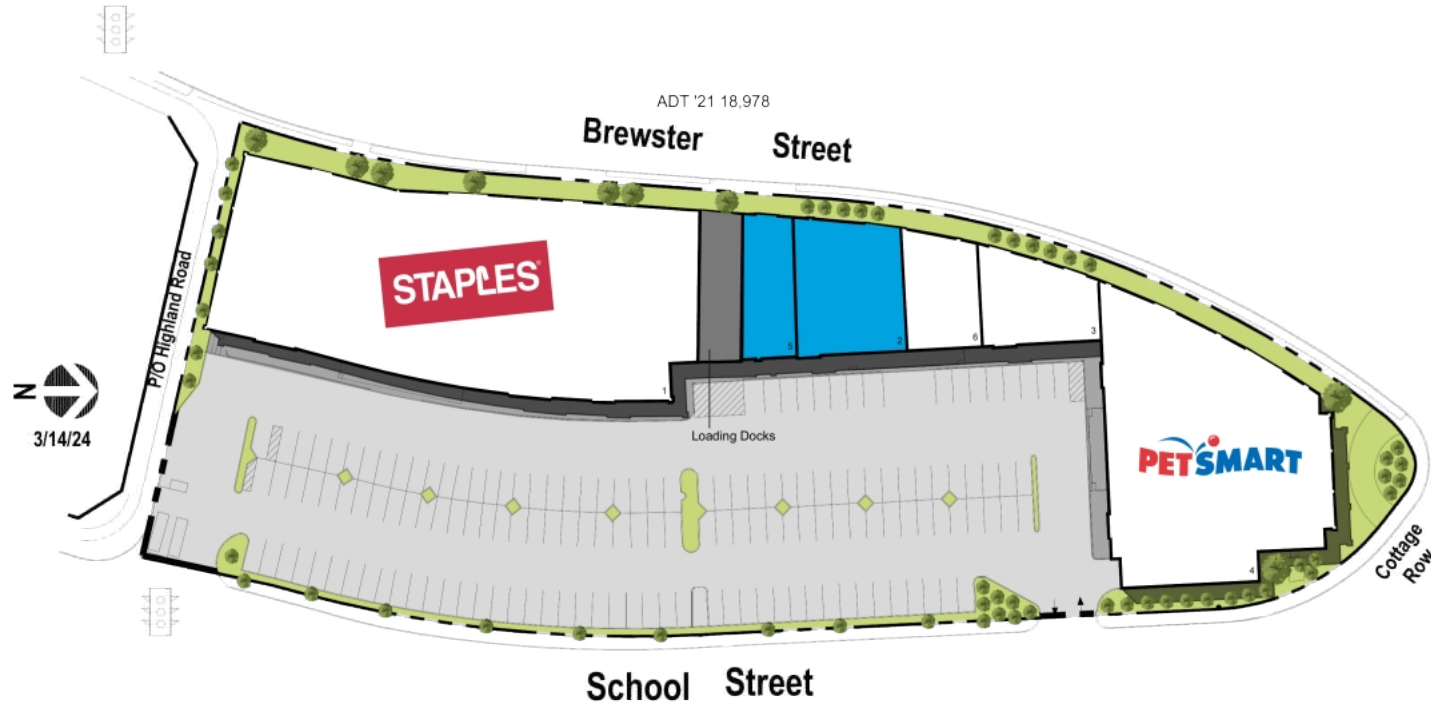 ADT '21 18,978
Brewster Street
STAPLES
P/O Highland Road
N
3/14/24
5
2
6
3
1
Loading Docks
PETSMART
4
Cottage
Row
School Street